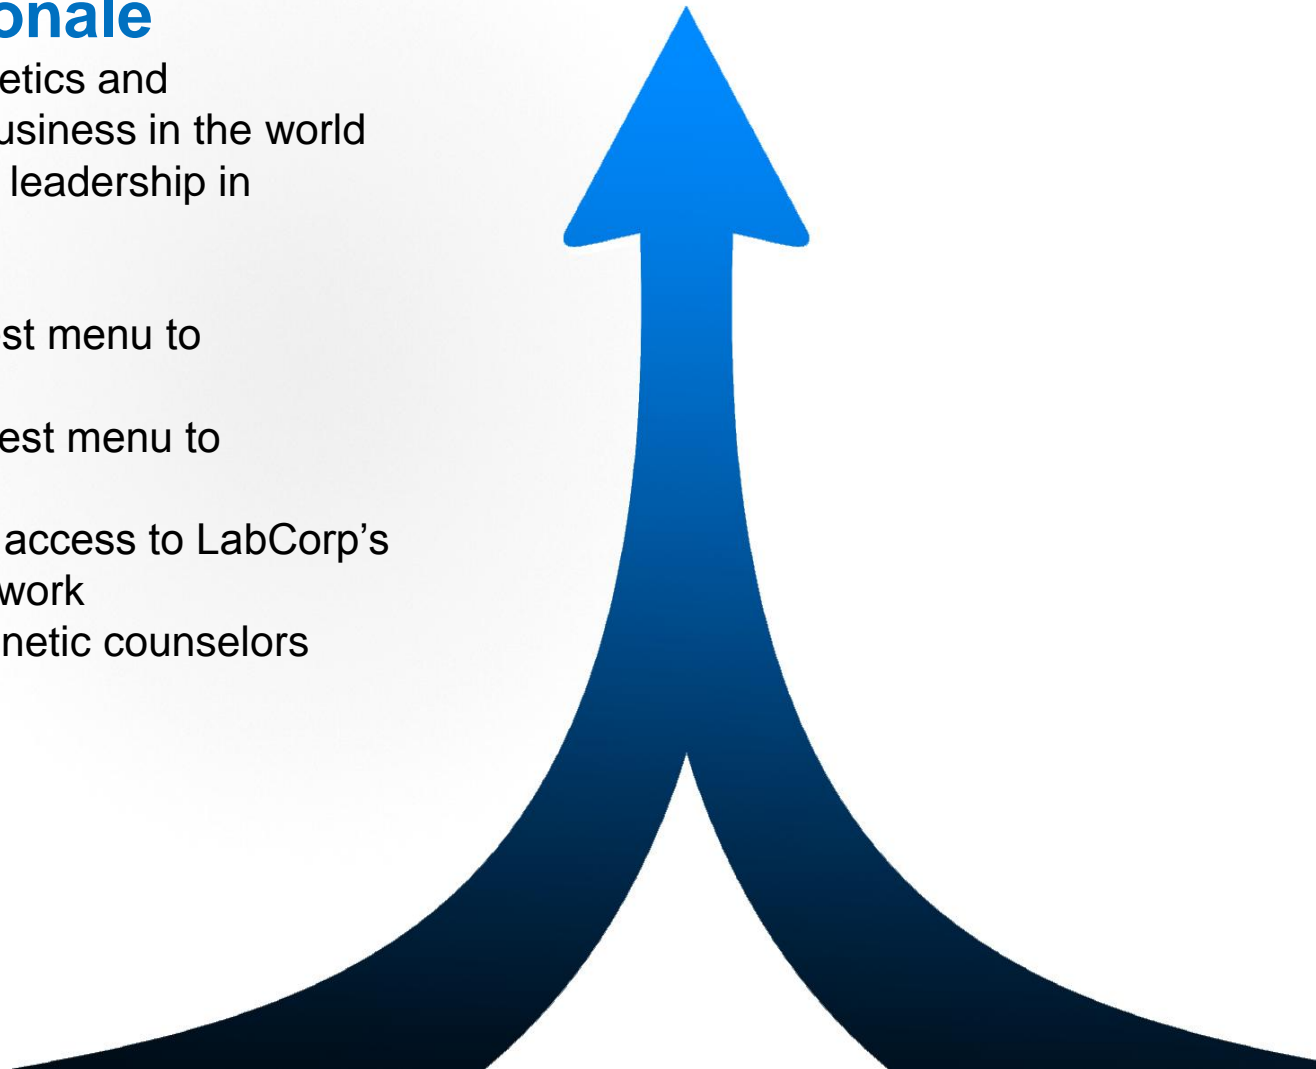 onale
etics and
usiness in the world
leadership in
st menu to
est menu to
access to LabCorp's
work
netic counselors